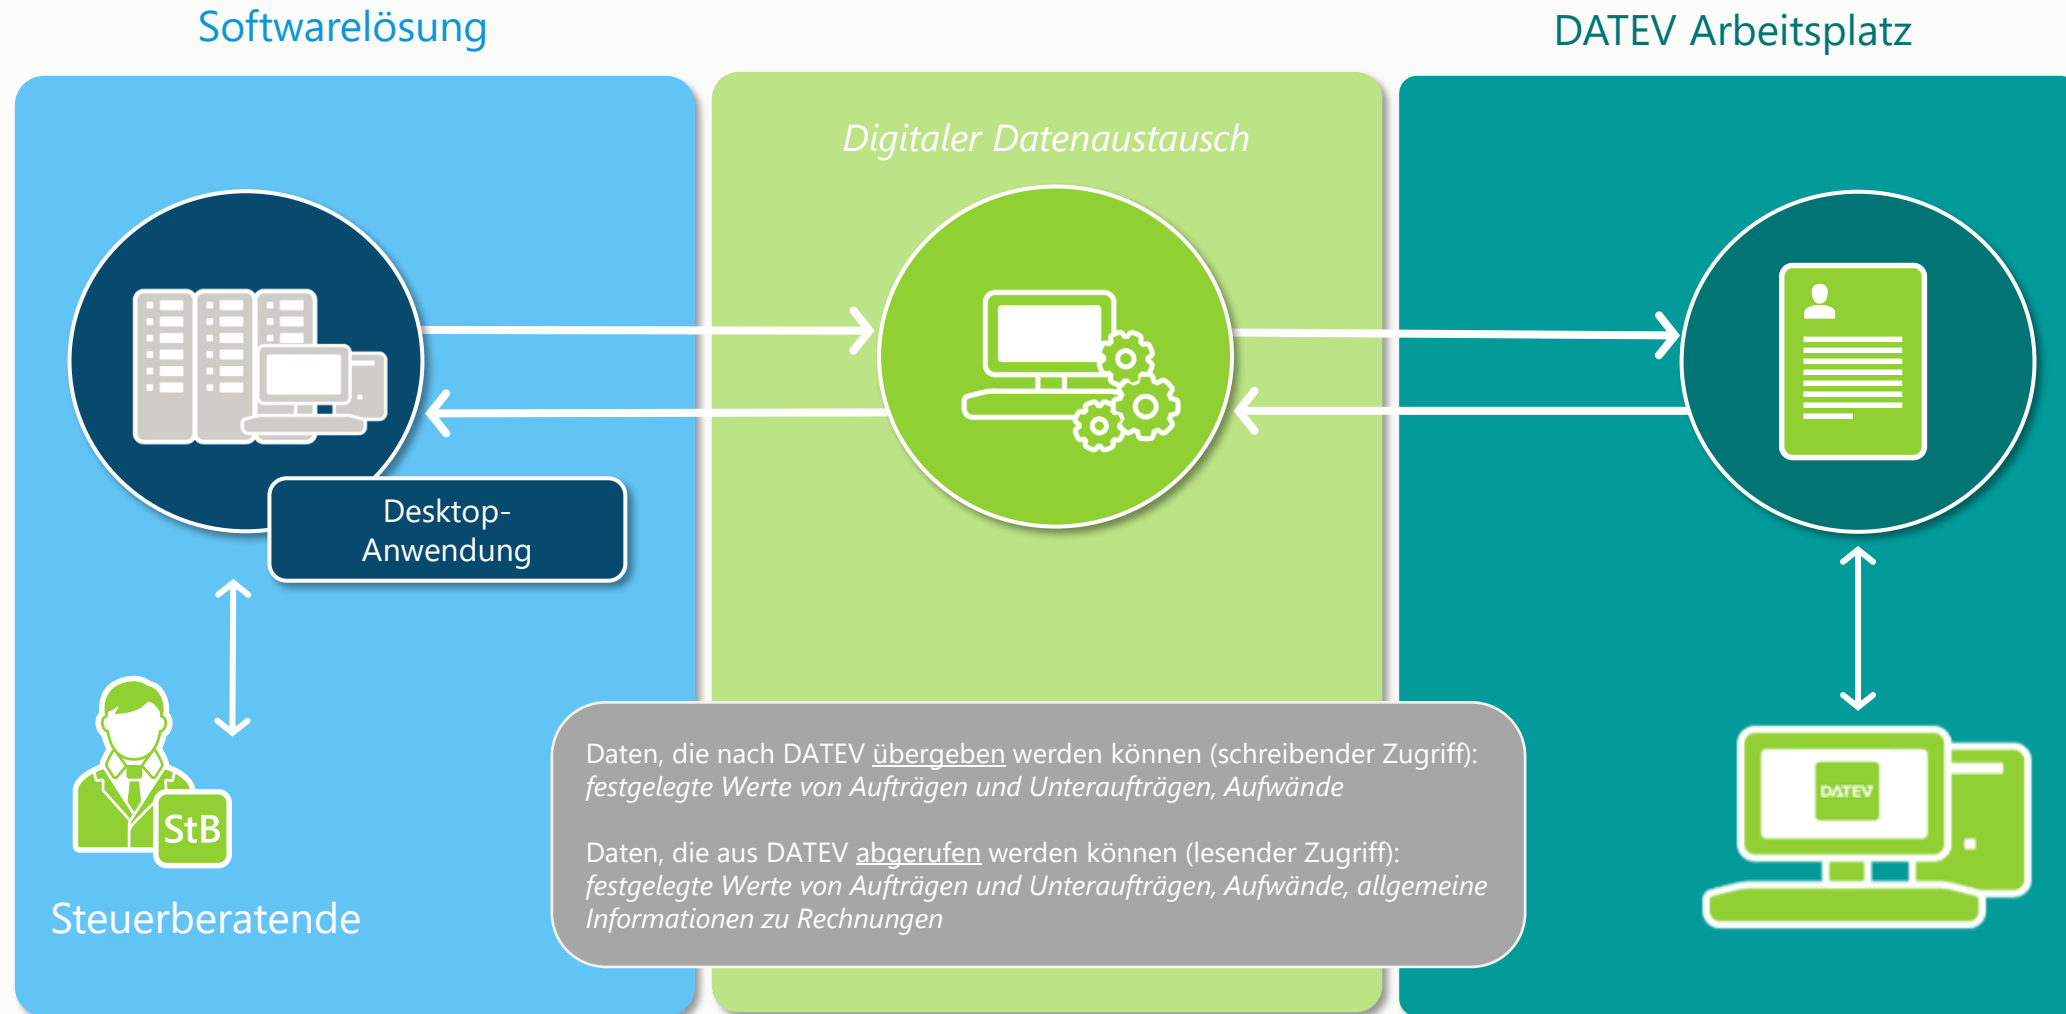 Softwarelösung
DATEV Arbeitsplatz
Digitaler Datenaustausch
Desktop-
Anwendung
StB
Steuerberatende
Daten, die nach DATEV übergeben werden können (schreibender Zugriff):
festgelegte Werte von Aufträgen und Unteraufträgen, Aufwände
Daten, die aus DATEV abgerufen werden können (lesender Zugriff):
festgelegte Werte von Aufträgen und Unteraufträgen, Aufwände, allgemeine
Informationen zu Rechnungen
DATEV